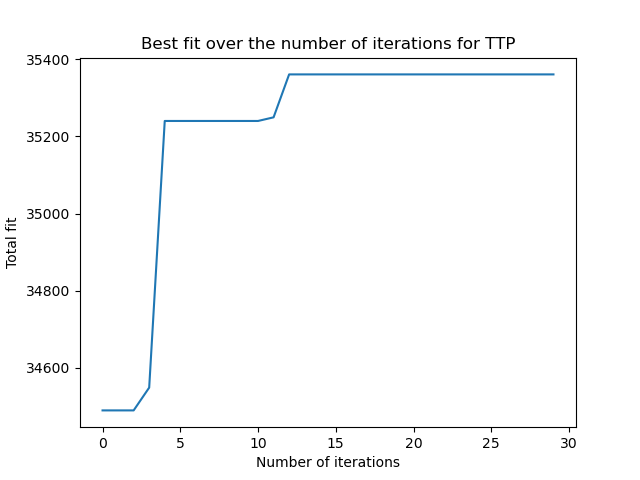 Best fit over the number of iterations for TTP
35400
35200
35000
34800
34600
Total fit
0 5 10 15 20 25 30
Number of iterations